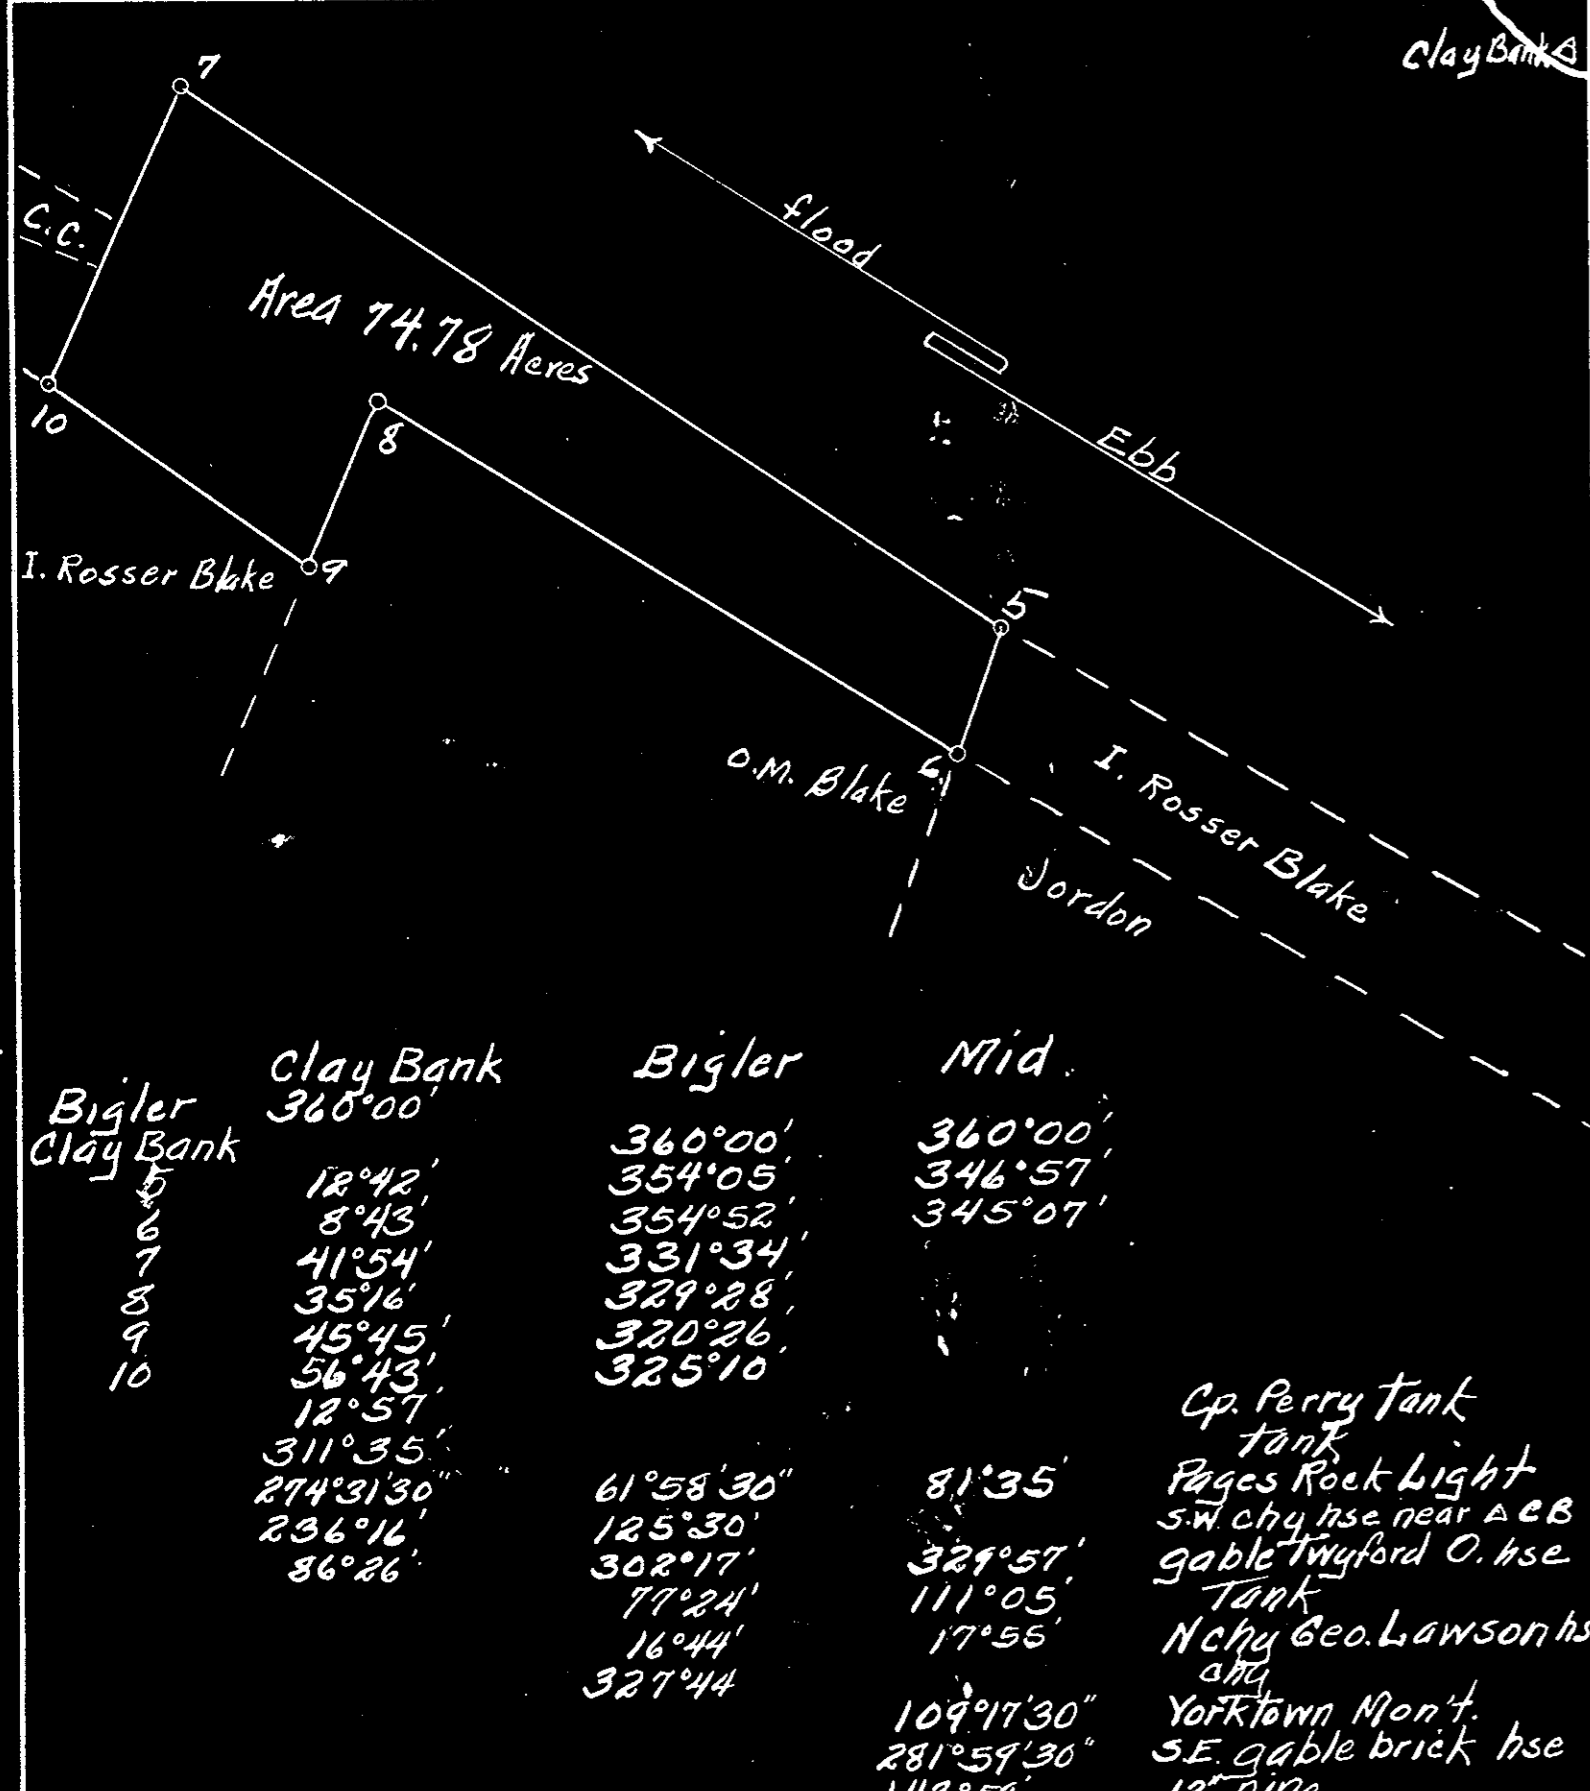 Clay Bank △
7
C.C.
flood
Area 74.78 Acres
10
8
Ebb
I. Rosser Blake
9
5
O.M. Blake
6
I. Rosser Blake
Jordon
Clay Bank Bigler Mid.
Bigler 360°00'
Clay Bank 360°00' 360°00'
5 12°42' 354°05' 346°57'
6 8°43' 354°52' 345°07'
7 41°54' 331°34'
8 35°16' 329°28'
9 45°45' 320°26'
10 56°43' 325°10'
12°57' Cp. Perry Tank
311°35' tank
274°31'30" 61°58'30" 81°35' Pages Rock Light
236°16' 125°30' S.W. chy hse near △ CB
86°26' 302°17' 329°57' gable Twyford O. hse
77°24' 111°05' Tank
16°44' 17°55' N chy Geo. Lawson hs
327°44 chy
109°17'30" Yorktown Mon't.
281°59'30" S.E. gable brick hse